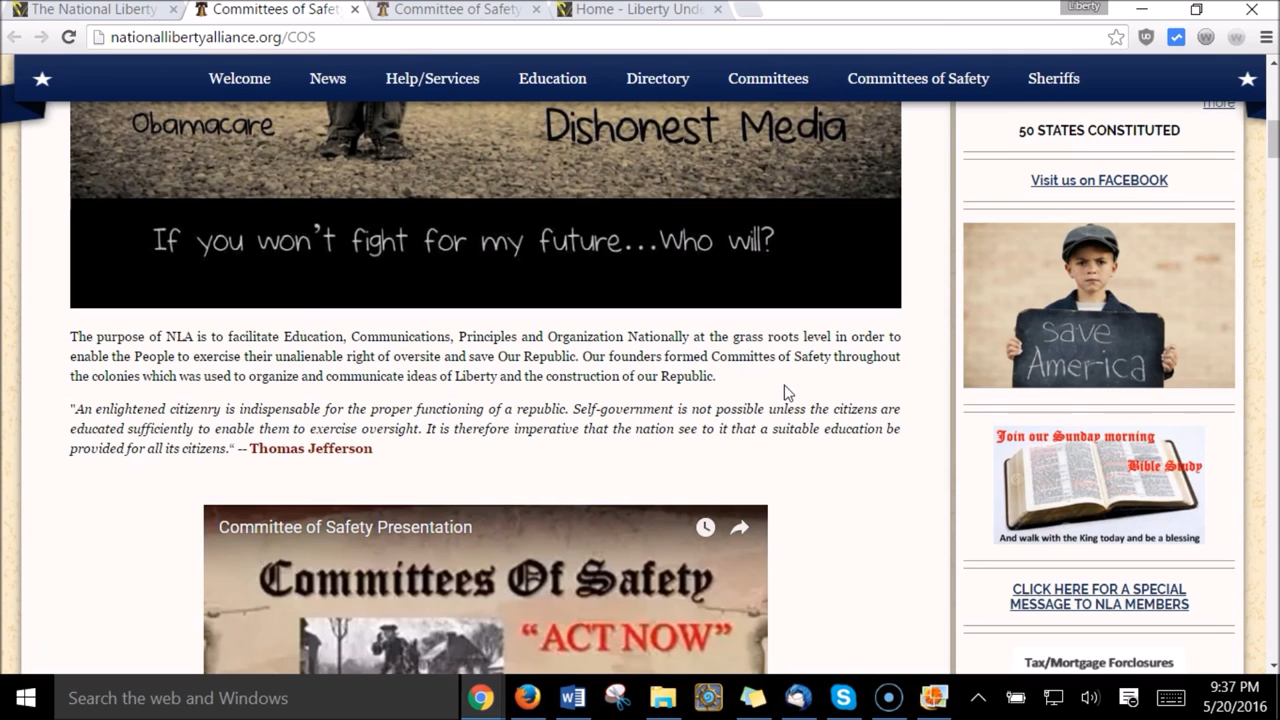 The National Liberty
Committees of Safet
Committee of Safety
Home - Liberty Und
Liberty
nationallibertyalliance.org/COS
Welcome
News
Help/Services
Education
Directory
Committees
Committees of Safety
Sheriffs
Obamacare
Dishonest Media
If you won't fight for my future...Who will?
The purpose of NLA is to facilitate Education, Communications, Principles and Organization Nationally at the grass roots level in order to
enable the People to exercise their unalienable right of oversite and save Our Republic. Our founders formed Committes of Safety throughout
the colonies which was used to organize and communicate ideas of Liberty and the construction of our Republic.
"An enlightened citizenry is indispensable for the proper functioning of a republic. Self-government is not possible unless the citizens are
educated sufficiently to enable them to exercise oversight. It is therefore imperative that the nation see to it that a suitable education be
provided for all its citizens.“ -- Thomas Jefferson
Committee of Safety Presentation
Committees Of Safety
“ACT NOW”
more
50 STATES CONSTITUTED
Visit us on FACEBOOK
save
America
Join our Sunday morning
Bible Study
And walk with the King today and be a blessing
CLICK HERE FOR A SPECIAL
MESSAGE TO NLA MEMBERS
Tax/Mortgage Forclosures
Search the web and Windows
9:37 PM
5/20/2016